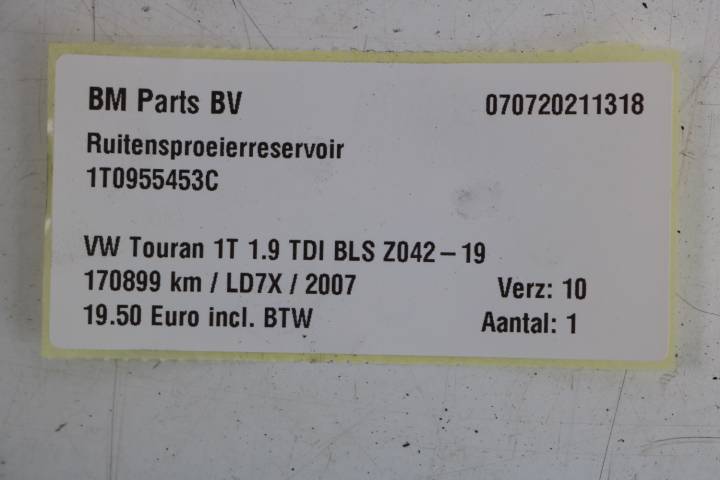 BM Parts BV 070720211318
Ruitensproeierreservoir
1T0955453C
VW Touran 1T 1.9 TDI BLS Z042-19
170899 km / LD7X / 2007 Verz: 10
19.50 Euro incl. BTW Aantal: 1